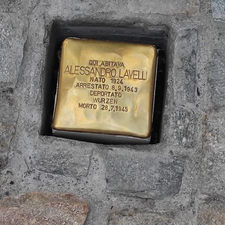 QUI ABITAVA
ALESSANDRO LAVELLI
NATO 1924
ARRESTATO 8.9.1943
DEPORTATO
WURZEN
MORTO 28.7.1945